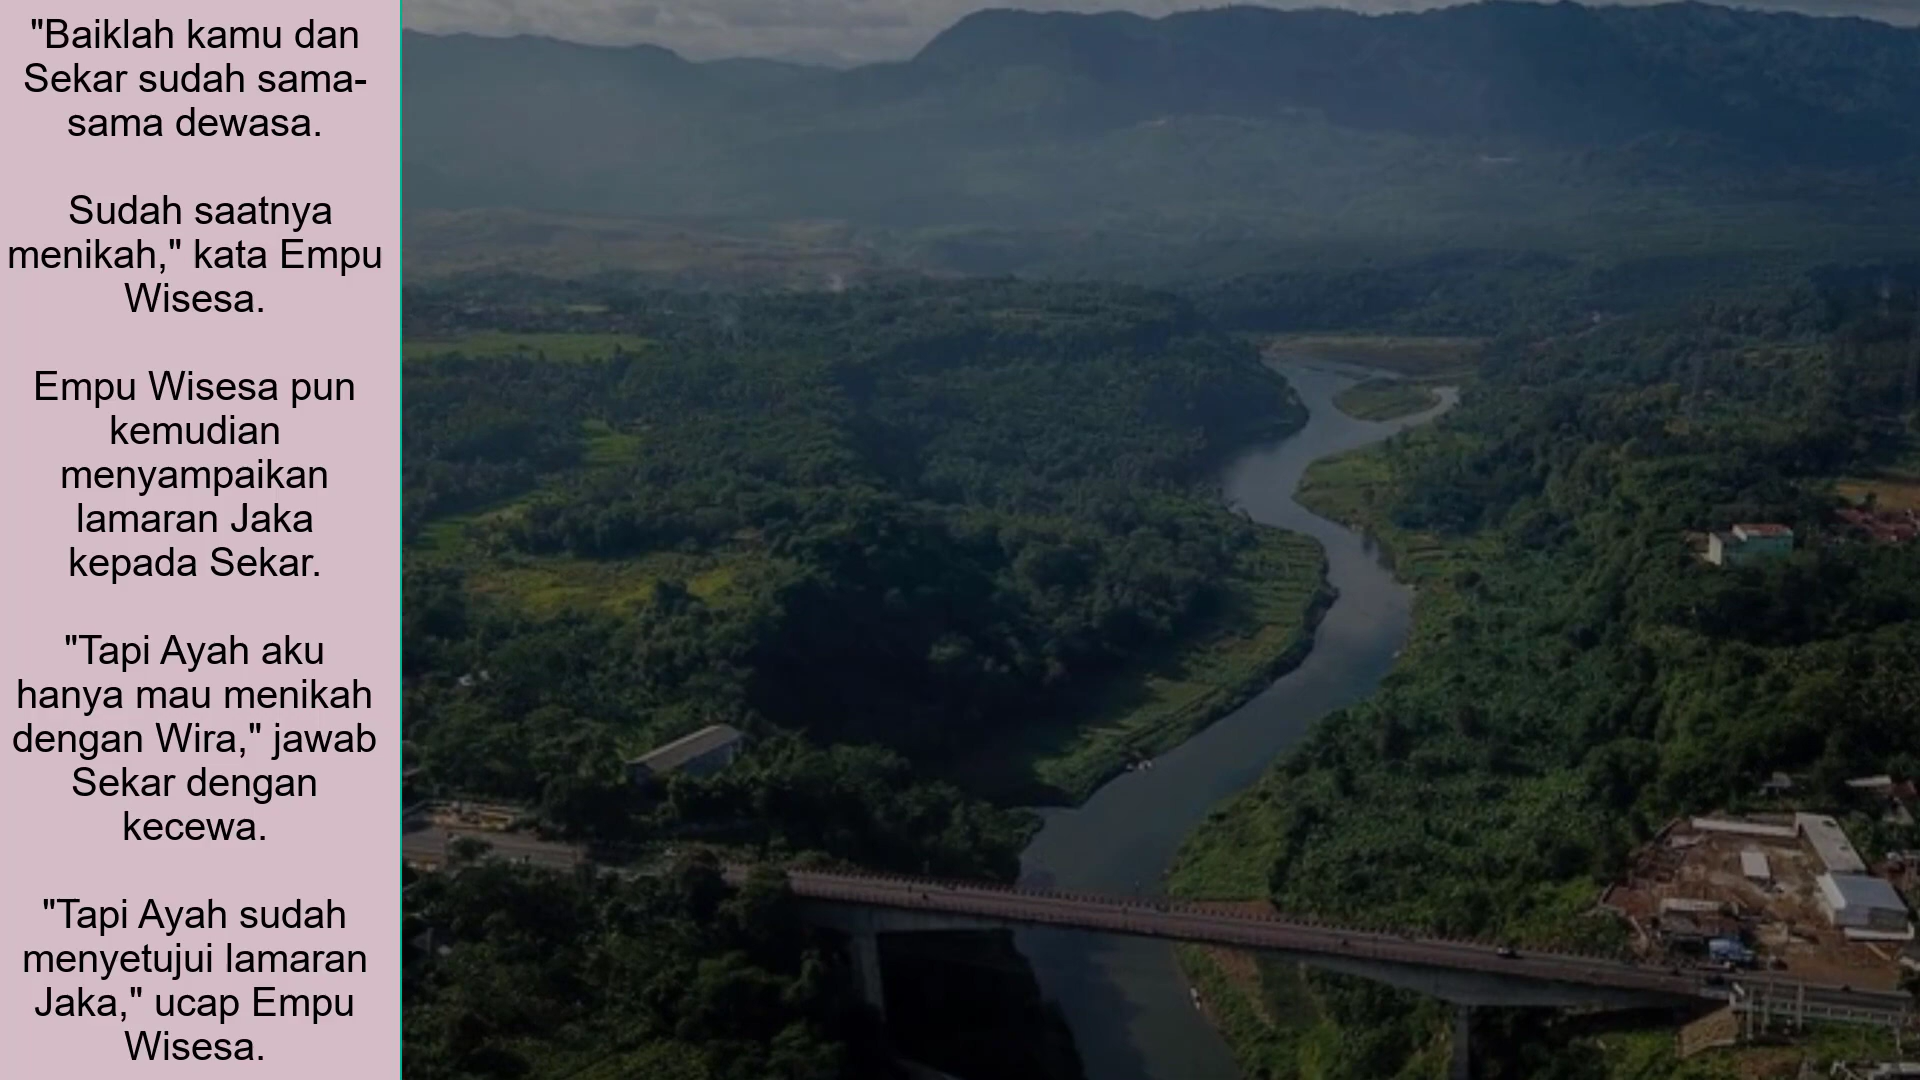 "Baiklah kamu dan
Sekar sudah sama-
sama dewasa.
Sudah saatnya
menikah," kata Empu
Wisesa.
Empu Wisesa pun
kemudian
menyampaikan
lamaran Jaka
kepada Sekar.
"Tapi Ayah aku
hanya mau menikah
dengan Wira," jawab
Sekar dengan
kecewa.
"Tapi Ayah sudah
menyetujui lamaran
Jaka," ucap Empu
Wisesa.